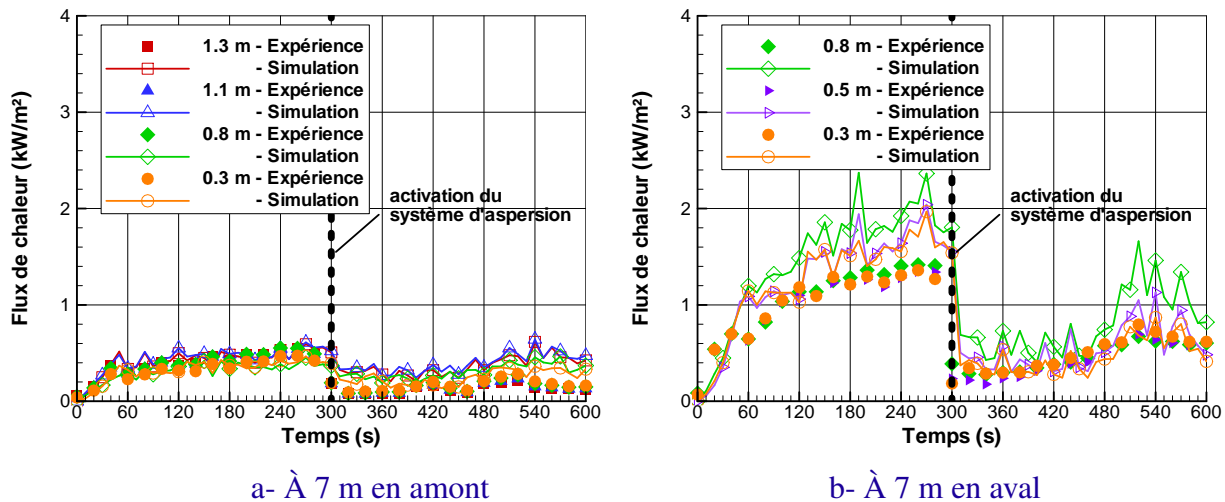 Flux de chaleur (kW/m²)
4
3
2
1
0
1.3 m - Expérience
- Simulation
1.1 m - Expérience
- Simulation
0.8 m - Expérience
- Simulation
0.3 m - Expérience
- Simulation
activation du
système d'aspersion
0 60 120 180 240 300 360 420 480 540 600
Temps (s)
a- À 7 m en amont
Flux de chaleur (kW/m²)
4
3
2
1
0
0.8 m - Expérience
- Simulation
0.5 m - Expérience
- Simulation
0.3 m - Expérience
- Simulation
activation du
système d'aspersion
0 60 120 180 240 300 360 420 480 540 600
Temps (s)
b- À 7 m en aval